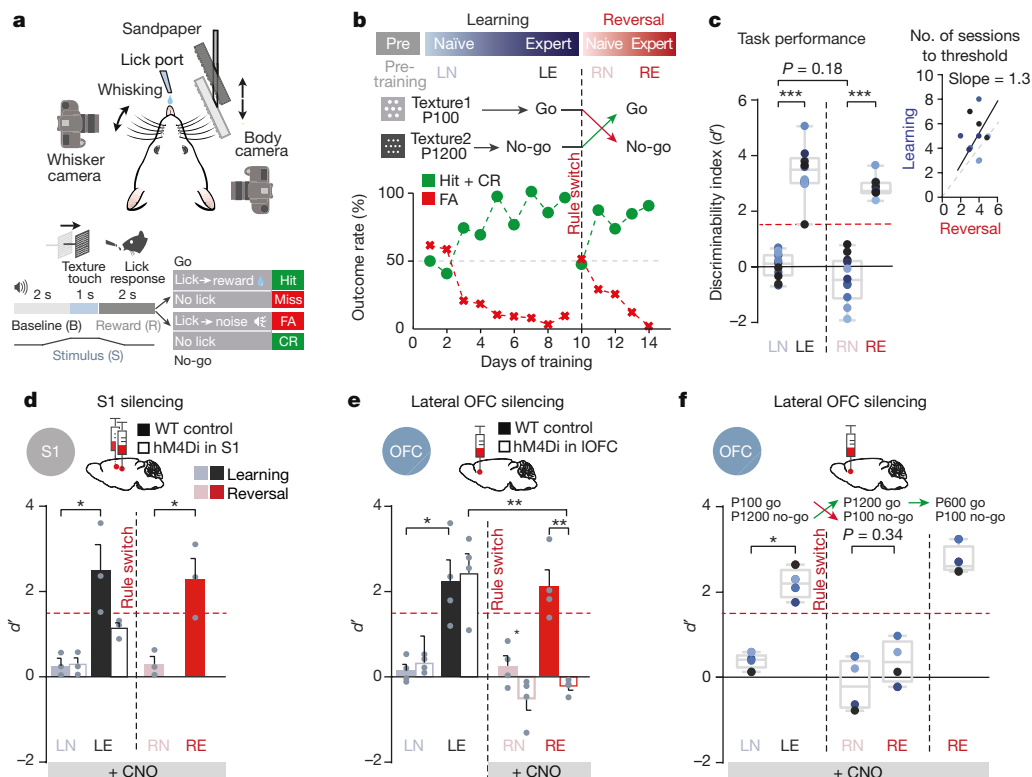 a
Sandpaper
Lick port
Whisking
Whisker
camera
Body
camera
Texture
touch
Lick
response
2 s
1 s
2 s
Baseline (B)
Reward (R)
Stimulus (S)
Go
Lick → reward
Hit
No lick
Miss
Lick → noise
FA
No lick
CR
No-go
b
Learning
Reversal
Pre
Naïve
Expert
Naive
Expert
Pre-
training
LN
LE
RN
RE
Texture1
P100
Go
Go
Texture2
P1200
No-go
No-go
Hit + CR
FA
Rule switch
Outcome rate (%)
100
50
0
0
2
4
6
8
10
12
14
Days of training
c
Task performance
P = 0.18
***
***
Discriminability index (d′)
6
4
2
0
−2
LN
LE
RN
RE
No. of sessions
to threshold
Slope = 1.3
Learning
10
8
6
4
2
0
0
2
4
6
Reversal
d
S1 silencing
S1
WT control
hM4Di in S1
Learning
Reversal
*
*
Rule switch
d′
4
2
0
−2
LN
LE
RN
RE
+ CNO
e
Lateral OFC silencing
OFC
WT control
hM4Di in lOFC
*
**
**
*
Rule switch
d′
4
2
0
−2
LN
LE
RN
RE
+ CNO
f
Lateral OFC silencing
OFC
P100 go
P1200 no-go
P1200 go
P100 no-go
P600 go
P100 no-go
*
P = 0.34
Rule switch
d′
4
2
0
−2
LN
LE
RN
RE
RE
+ CNO